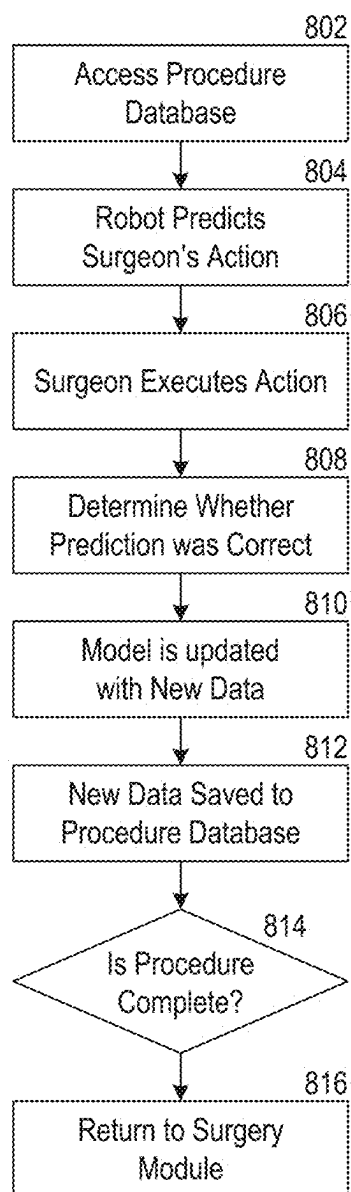 802
Access Procedure
Database
804
Robot Predicts
Surgeon's Action
806
Surgeon Executes Action
808
Determine Whether
Prediction was Correct
810
Model is updated
with New Data
812
New Data Saved to
Procedure Database
814
Is Procedure
Complete?
816
Return to Surgery
Module